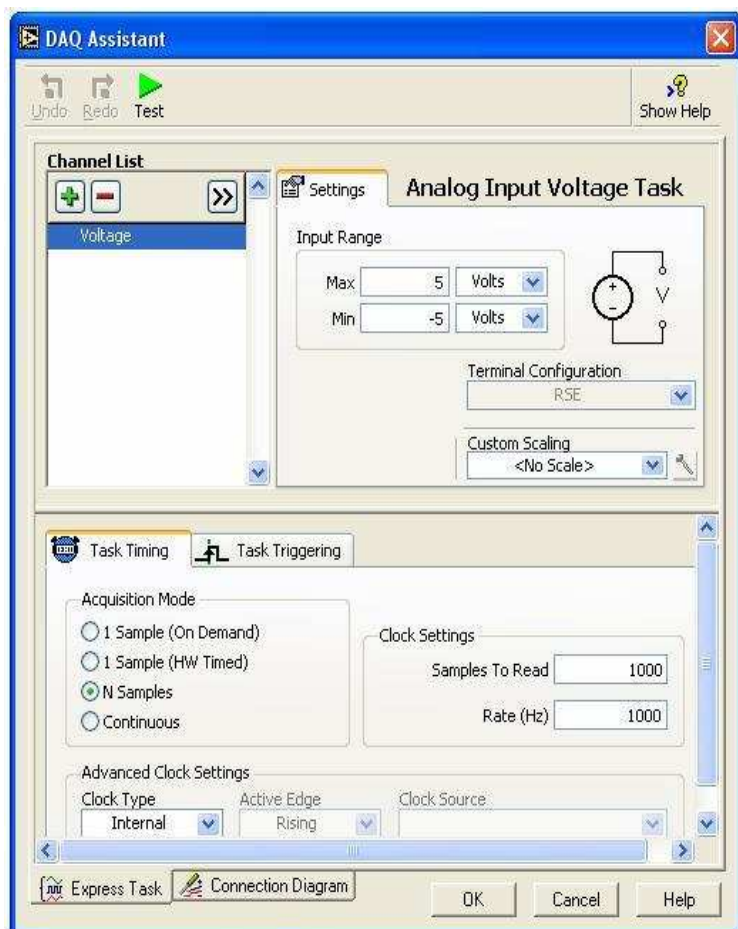 DAQ Assistant
Undo Redo Test
Show Help
Channel List
Voltage
Settings
Analog Input Voltage Task
Input Range
Max 5 Volts
Min -5 Volts
V
Terminal Configuration
RSE
Custom Scaling
<No Scale>
Task Timing
Task Triggering
Acquisition Mode
1 Sample (On Demand)
1 Sample (HW Timed)
N Samples
Continuous
Clock Settings
Samples To Read 1000
Rate (Hz) 1000
Advanced Clock Settings
Clock Type Active Edge Clock Source
Internal Rising
Express Task Connection Diagram
OK Cancel Help